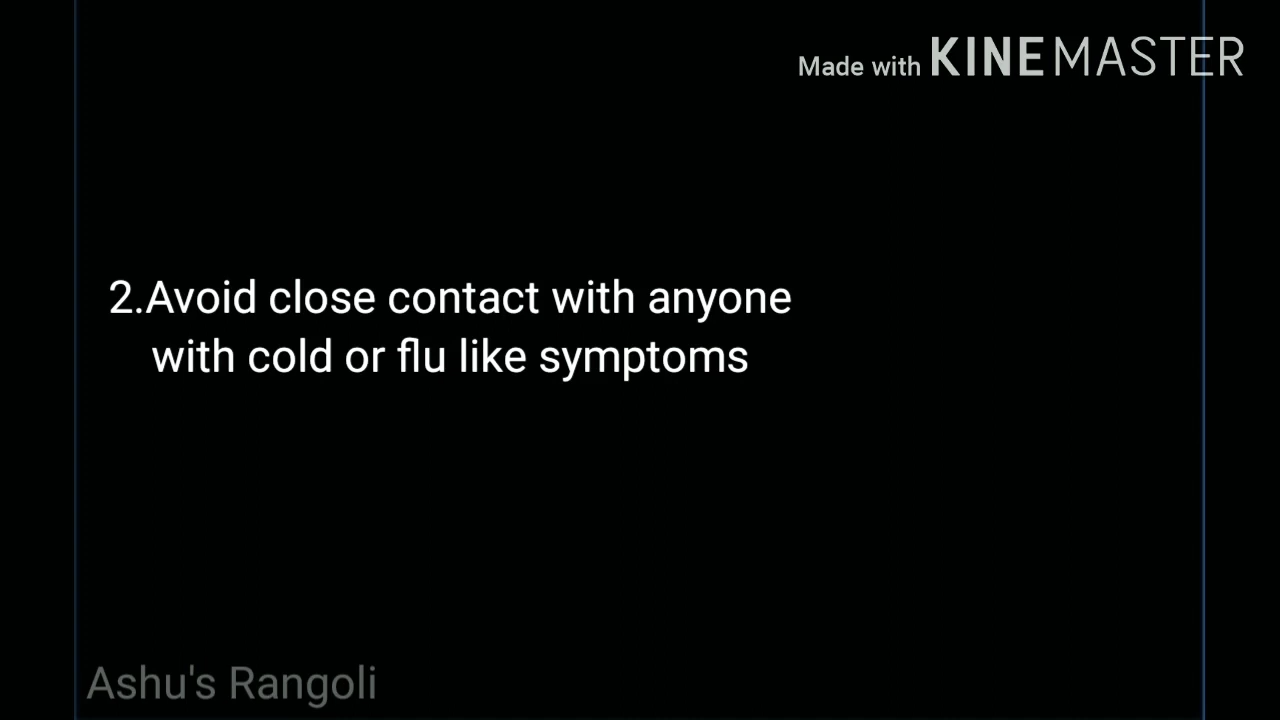 Made with KINEMASTER
2.Avoid close contact with anyone
with cold or flu like symptoms
Ashu's Rangoli